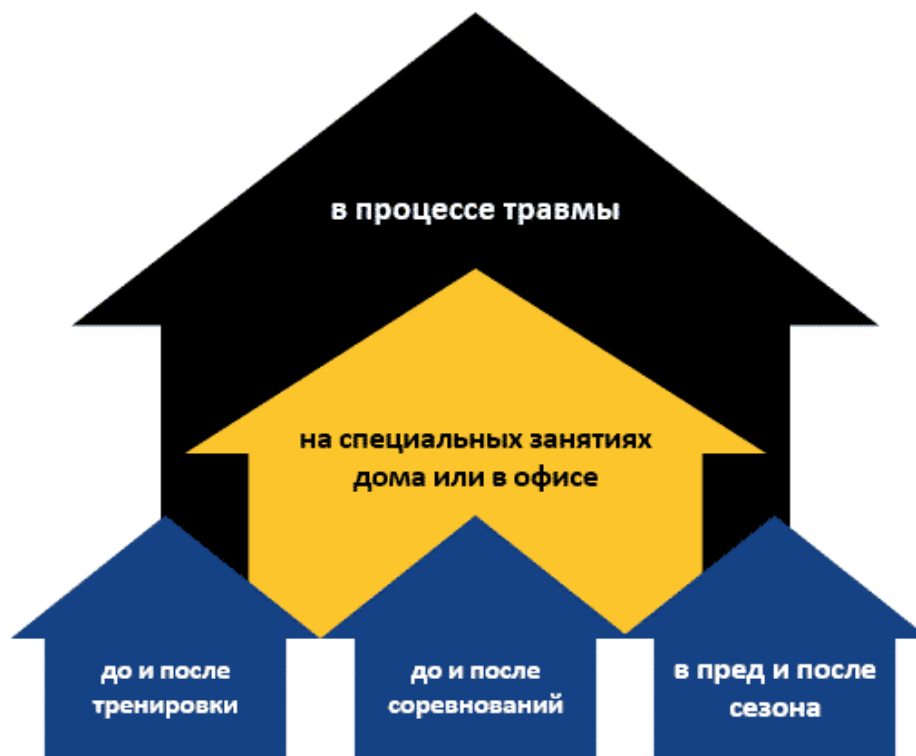 в процессе травмы
на специальных занятиях
дома или в офисе
до и после
тренировки
до и после
соревнований
в пред и после
сезона